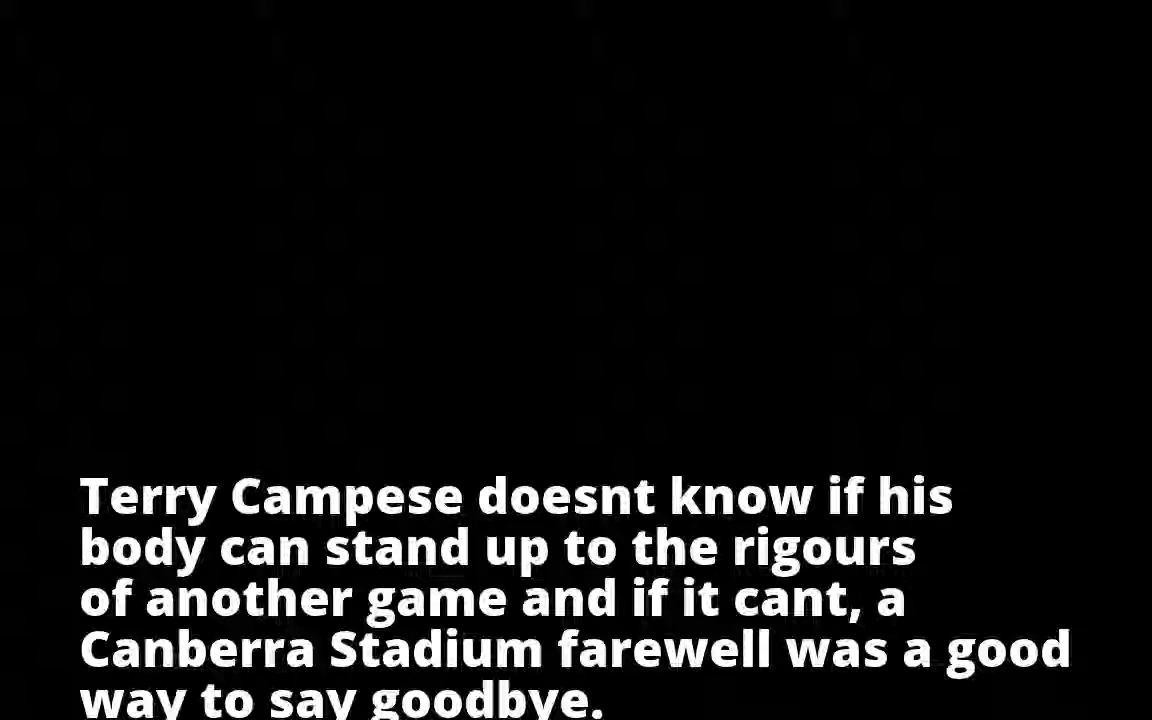 Terry Campese doesnt know if his
body can stand up to the rigours
of another game and if it cant, a
Canberra Stadium farewell was a good
way to say goodbye.